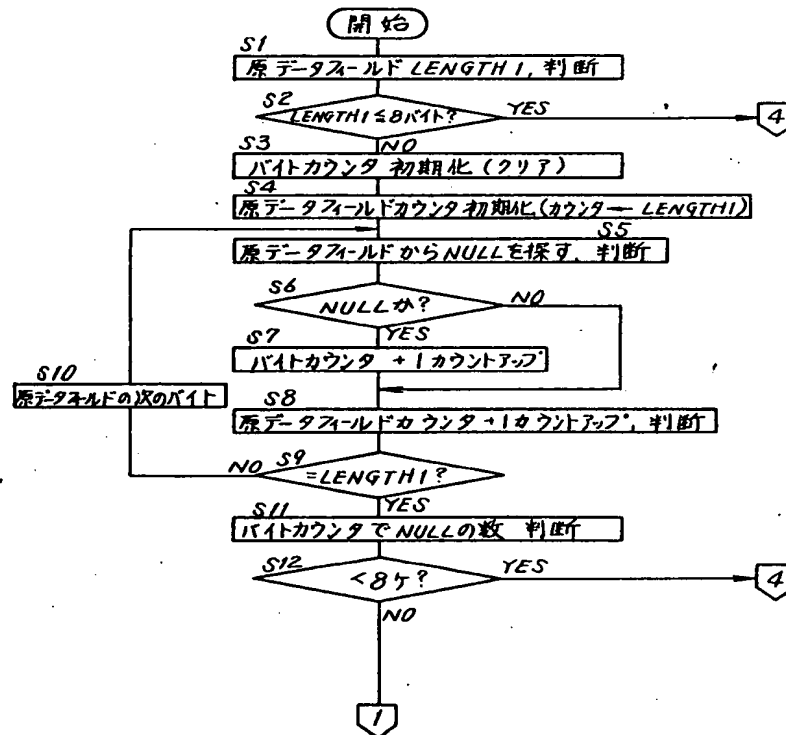 開始
S1
原データフィールド LENGTH1, 判断
S2
LENGTH1≦8バイト?
YES
4
NO
S3
バイトカウンタ 初期化 (クリア)
S4
原データフィールドカウンタ 初期化 (カウンタ ← LENGTH1)
S5
原データフィールドからNULLを探す, 判断
S6
NULLか?
NO
YES
S7
バイトカウンタ +1 カウントアップ
S10
原データフィールドの次のバイト
S8
原データフィールドカウンタ +1カウントアップ, 判断
S9
=LENGTH1?
NO
YES
S11
バイトカウンタでNULLの数 判断
S12
<8ケ?
YES
4
NO
1